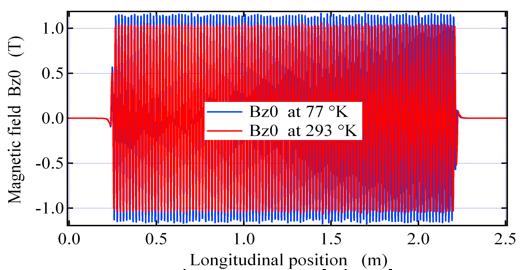 Magnetic field Bz0 (T)
1.0
0.5
0.0
-0.5
-1.0
Bz0 at 77 °K
Bz0 at 293 °K
0.0 0.5 1.0 1.5 2.0 2.5
Longitudinal position (m)